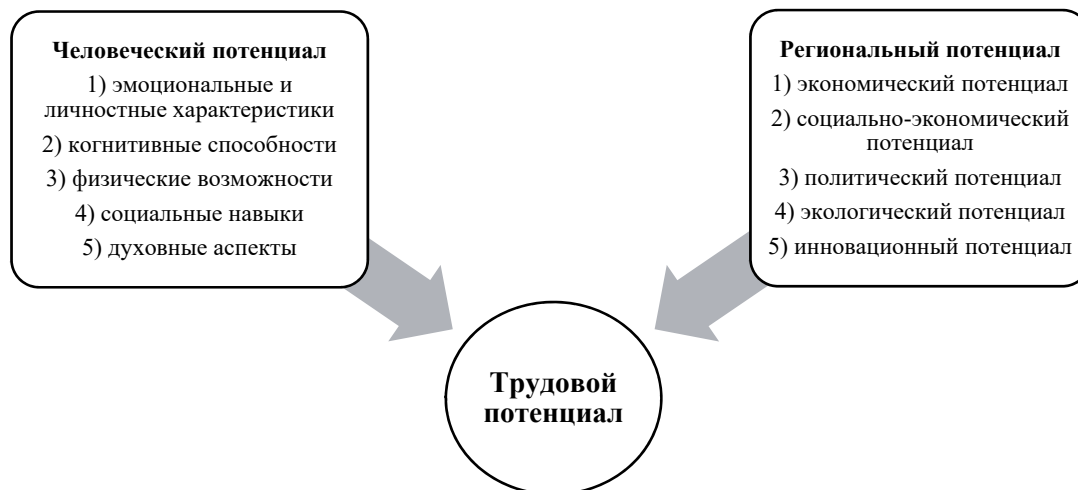 Человеческий потенциал
1) эмоциональные и
личностные характеристики
2) когнитивные способности
3) физические возможности
4) социальные навыки
5) духовные аспекты
Региональный потенциал
1) экономический потенциал
2) социально-экономический
потенциал
3) политический потенциал
4) экологический потенциал
5) инновационный потенциал
Трудовой
потенциал